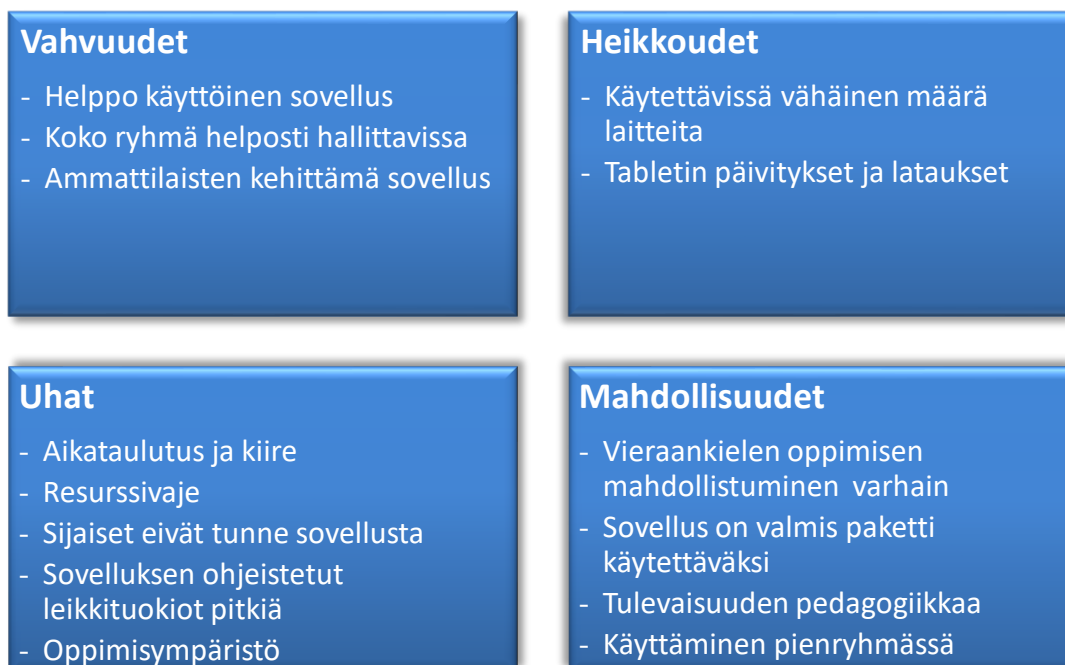 Vahvuudet
- Helppo käyttöinen sovellus
- Koko ryhmä helposti hallittavissa
- Ammattilaisten kehittämä sovellus
Heikkoudet
- Käytettävissä vähäinen määrä
laitteita
- Tabletin päivitykset ja lataukset
Uhat
- Aikataulutus ja kiire
- Resurssivaje
- Sijaiset eivät tunne sovellusta
- Sovelluksen ohjeistetut
leikkituokiot pitkiä
- Oppimisympäristö
Mahdollisuudet
- Vieraankielen oppimisen
mahdollistuminen varhain
- Sovellus on valmis paketti
käytettäväksi
- Tulevaisuuden pedagogiikkaa
- Käyttäminen pienryhmässä